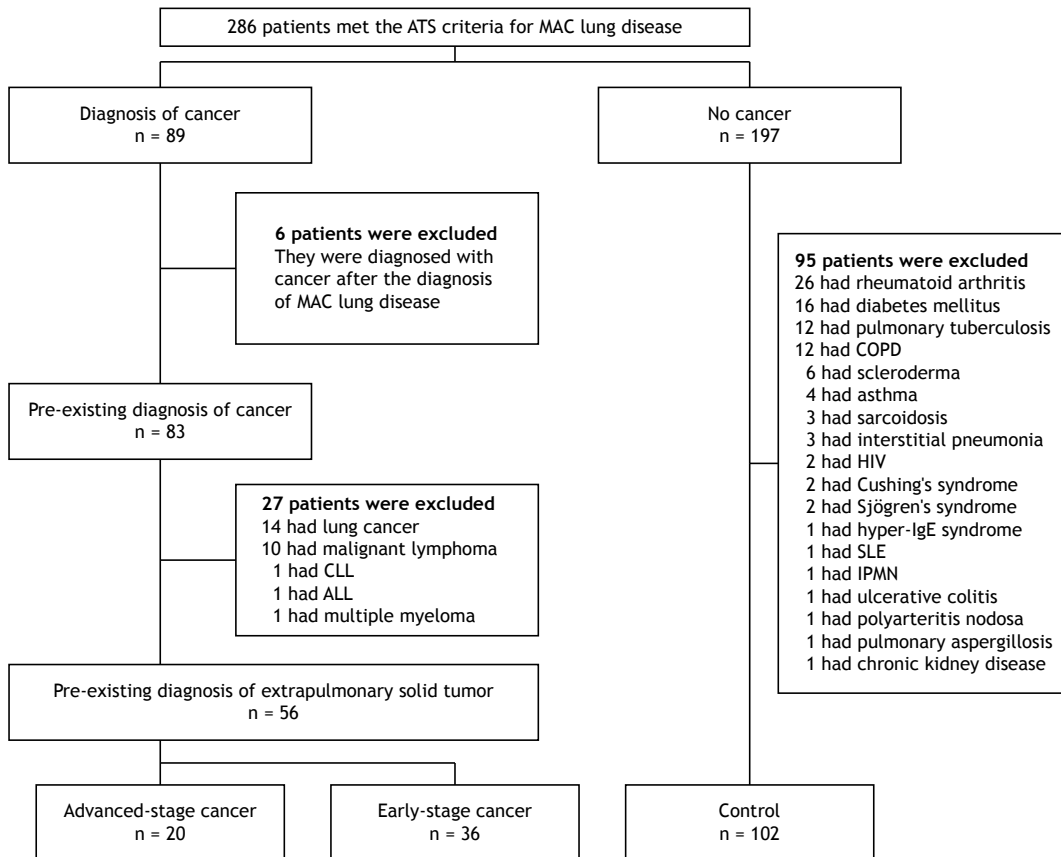 286 patients met the ATS criteria for MAC lung disease
Diagnosis of cancer
n = 89
No cancer
n = 197
6 patients were excluded
They were diagnosed with
cancer after the diagnosis
of MAC lung disease
95 patients were excluded
26 had rheumatoid arthritis
16 had diabetes mellitus
12 had pulmonary tuberculosis
12 had COPD
6 had scleroderma
4 had asthma
3 had sarcoidosis
3 had interstitial pneumonia
2 had HIV
2 had Cushing's syndrome
2 had Sjögren's syndrome
1 had hyper-IgE syndrome
1 had SLE
1 had IPMN
1 had ulcerative colitis
1 had polyarteritis nodosa
1 had pulmonary aspergillosis
1 had chronic kidney disease
Pre-existing diagnosis of cancer
n = 83
27 patients were excluded
14 had lung cancer
10 had malignant lymphoma
1 had CLL
1 had ALL
1 had multiple myeloma
Pre-existing diagnosis of extrapulmonary solid tumor
n = 56
Advanced-stage cancer
n = 20
Early-stage cancer
n = 36
Control
n = 102